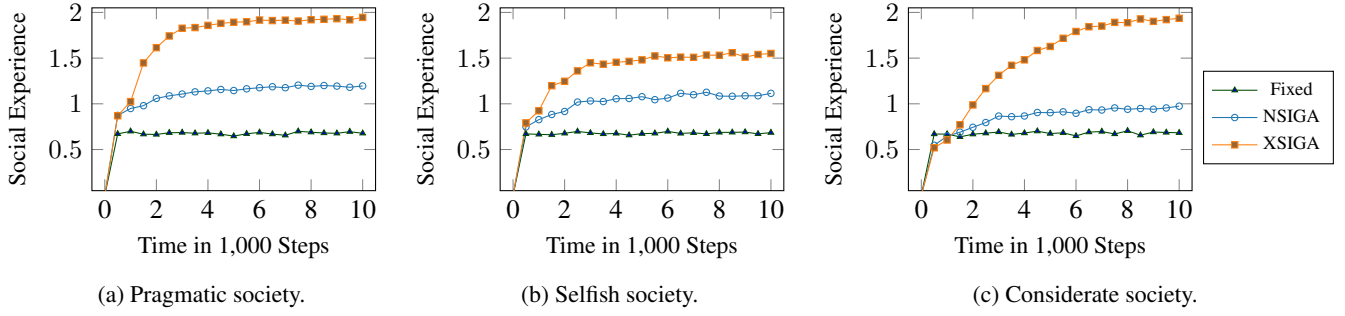 2
1.5
1
0.5
0 2 4 6 8 10
Social Experience
Time in 1,000 Steps
(a) Pragmatic society.
2
1.5
1
0.5
0 2 4 6 8 10
Social Experience
Time in 1,000 Steps
(b) Selfish society.
2
1.5
1
0.5
0 2 4 6 8 10
Social Experience
Time in 1,000 Steps
(c) Considerate society.
Fixed
NSIGA
XSIGA